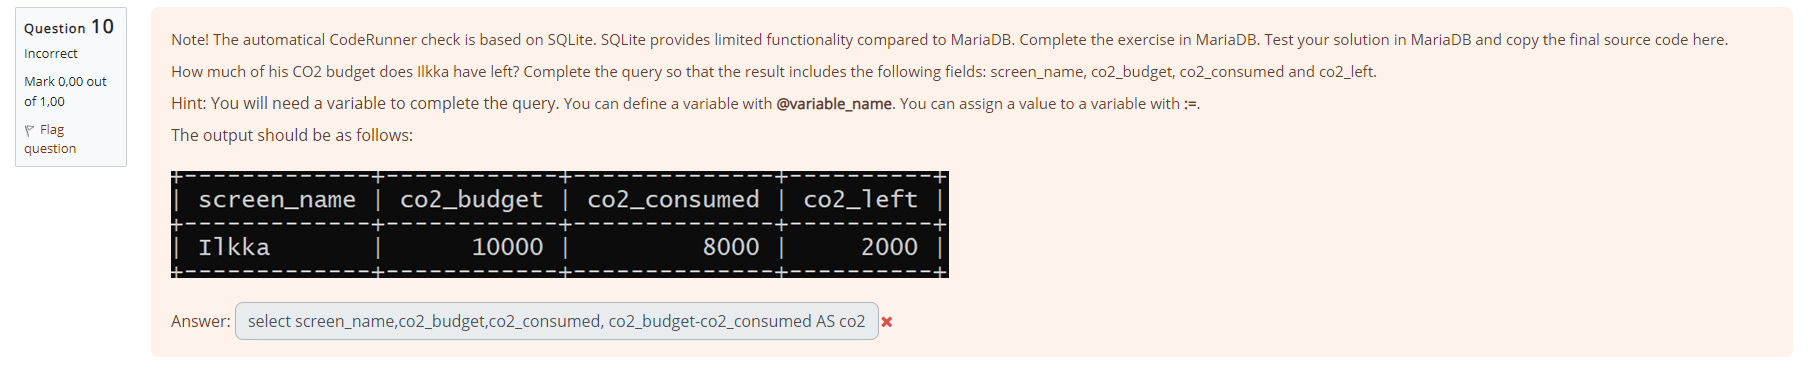 Question 10
Incorrect
Mark 0,00 out
of 1,00
Flag
question
Note! The automatical CodeRunner check is based on SQLite. SQLite provides limited functionality compared to MariaDB. Complete the exercise in MariaDB. Test your solution in MariaDB and copy the final source code here.
How much of his CO2 budget does Ilkka have left? Complete the query so that the result includes the following fields: screen_name, co2_budget, co2_consumed and co2_left.
Hint: You will need a variable to complete the query. You can define a variable with @variable_name. You can assign a value to a variable with :=.
The output should be as follows:
+-------------+------------+--------------+----------+
| screen_name | co2_budget | co2_consumed | co2_left |
+-------------+------------+--------------+----------+
| Ilkka | 10000 | 8000 | 2000 |
+-------------+------------+--------------+----------+
Answer: select screen_name,co2_budget,co2_consumed, co2_budget-co2_consumed AS co2